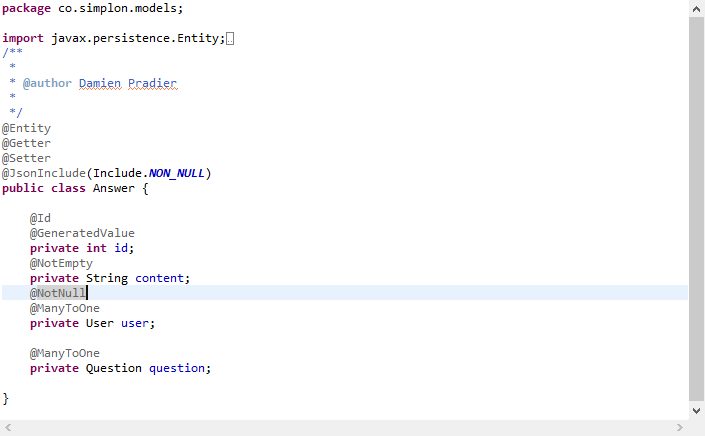 package co.simplon.models;
import javax.persistence.Entity;
/**
*
* @author Damien Pradier
*
*/
@Entity
@Getter
@Setter
@JsonInclude(Include.NON_NULL)
public class Answer {
@Id
@GeneratedValue
private int id;
@NotEmpty
private String content;
@NotNull
@ManyToOne
private User user;
@ManyToOne
private Question question;
}